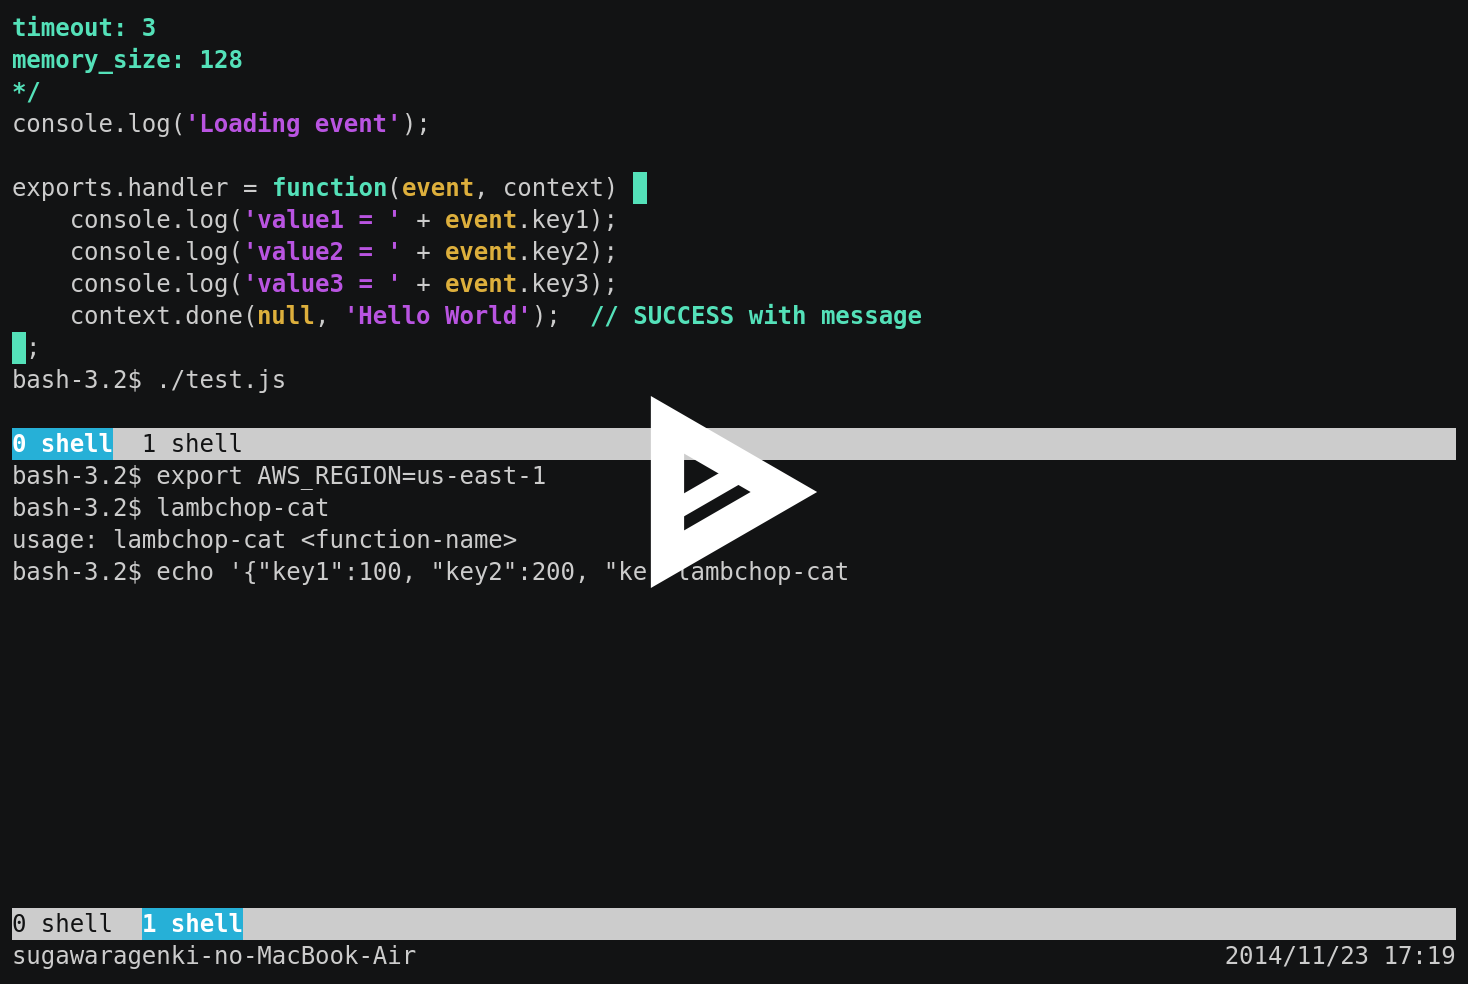 timeout: 3
memory_size: 128
*/
console.log('Loading event');
exports.handler = function(event, context)
    console.log('value1 = ' + event.key1);
    console.log('value2 = ' + event.key2);
    console.log('value3 = ' + event.key3);
    context.done(null, 'Hello World');  // SUCCESS with message
;
bash-3.2$ ./test.js
0 shell  1 shell
bash-3.2$ export AWS_REGION=us-east-1
bash-3.2$ lambchop-cat
usage: lambchop-cat <function-name>
bash-3.2$ echo '{"key1":100, "key2":200, "ke lambchop-cat
0 shell  1 shell
sugawaragenki-no-MacBook-Air 2014/11/23 17:19